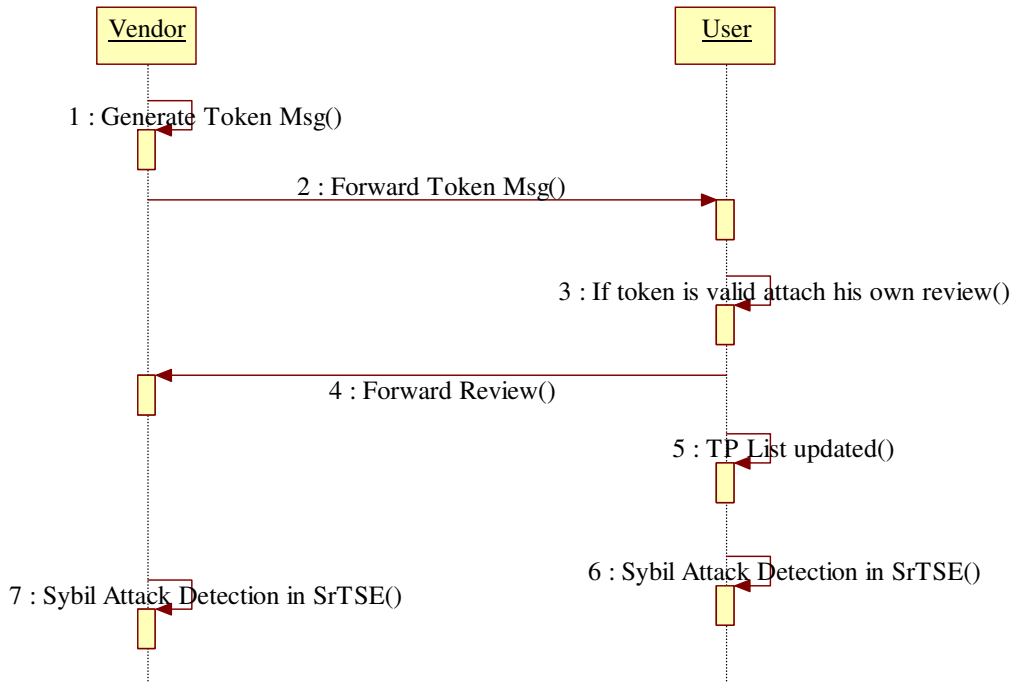 Vendor
User
1 : Generate Token Msg()
2 : Forward Token Msg()
3 : If token is valid attach his own review()
4 : Forward Review()
5 : TP List updated()
6 : Sybil Attack Detection in SrTSE()
7 : Sybil Attack Detection in SrTSE()